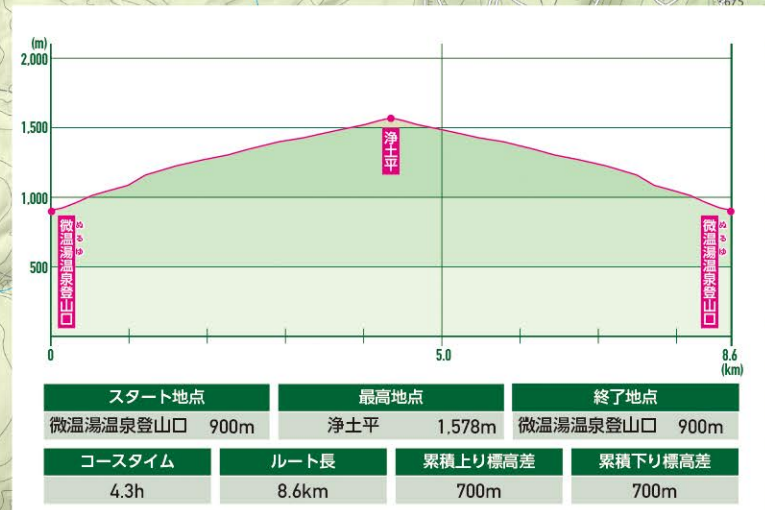 675
(m)
2,000
1,500
1,000
500
浄土平
微温湯温泉登山口
ぬるゆ
微温湯温泉登山口
ぬるゆ
0
5.0
8.6
(km)
スタート地点
微温湯温泉登山口 900m
最高地点
浄土平 1,578m
終了地点
微温湯温泉登山口 900m
コースタイム
4.3h
ルート長
8.6km
累積上り標高差
700m
累積下り標高差
700m